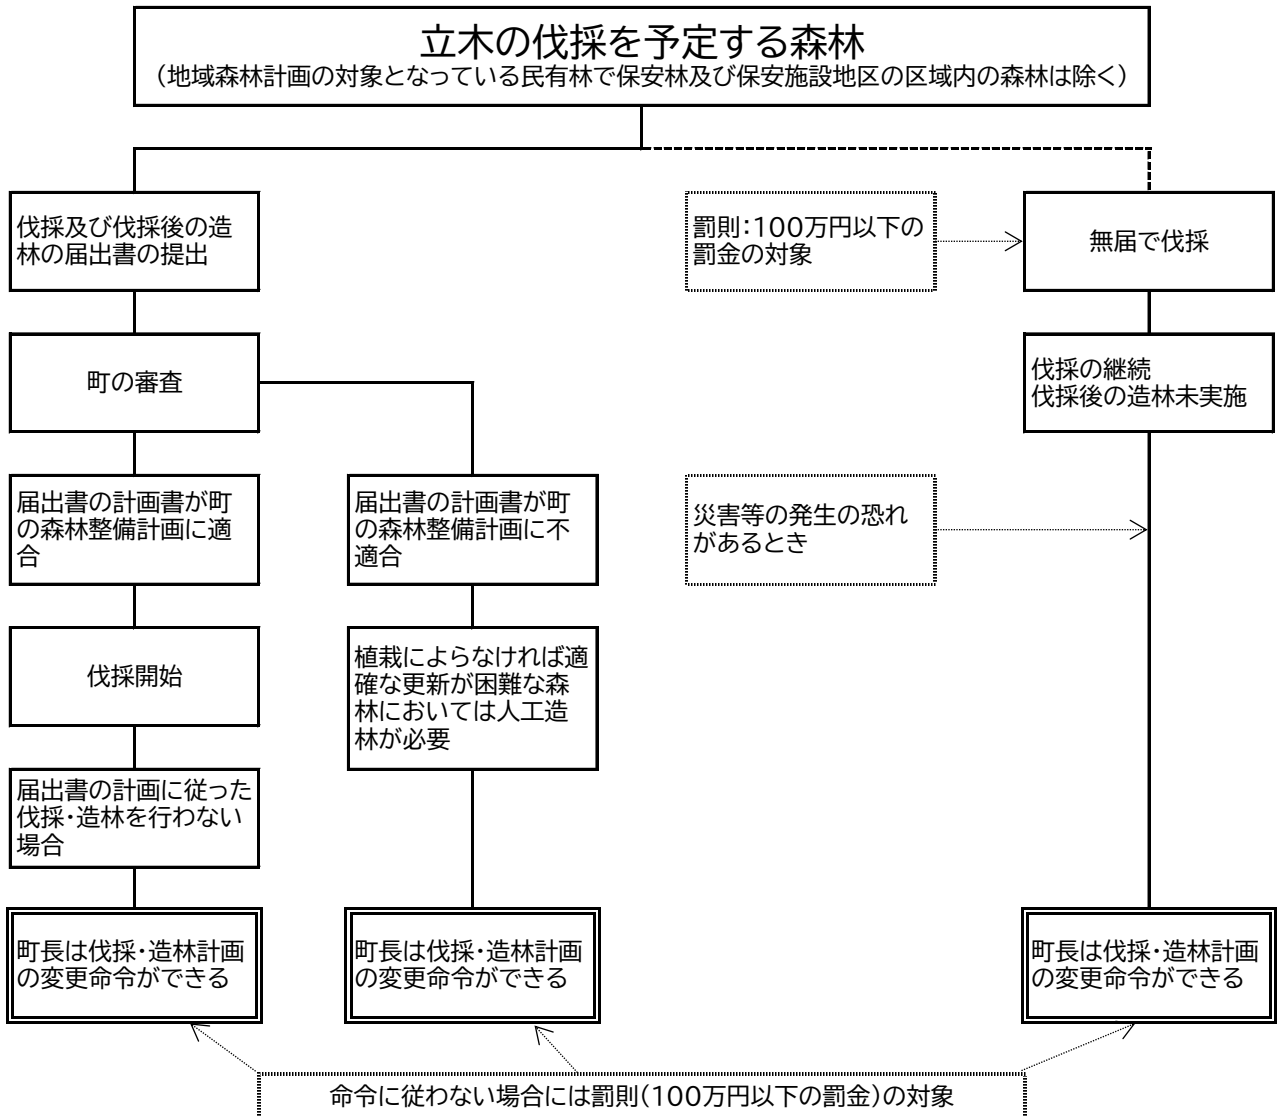 立木の伐採を予定する森林
（地域森林計画の対象となっている民有林で保安林及び保安施設地区の区域内の森林は除く）
伐採及び伐採後の造
林の届出書の提出
罰則：100万円以下の
罰金の対象
無届で伐採
町の審査
伐採の継続
伐採後の造林未実施
届出書の計画書が町
の森林整備計画に適
合
届出書の計画書が町
の森林整備計画に不
適合
災害等の発生の恐れ
があるとき
伐採開始
植栽によらなければ適
確な更新が困難な森
林においては人工造
林が必要
届出書の計画に従った
伐採・造林を行わない
場合
町長は伐採・造林計画
の変更命令ができる
町長は伐採・造林計画
の変更命令ができる
町長は伐採・造林計画
の変更命令ができる
命令に従わない場合には罰則（100万円以下の罰金）の対象